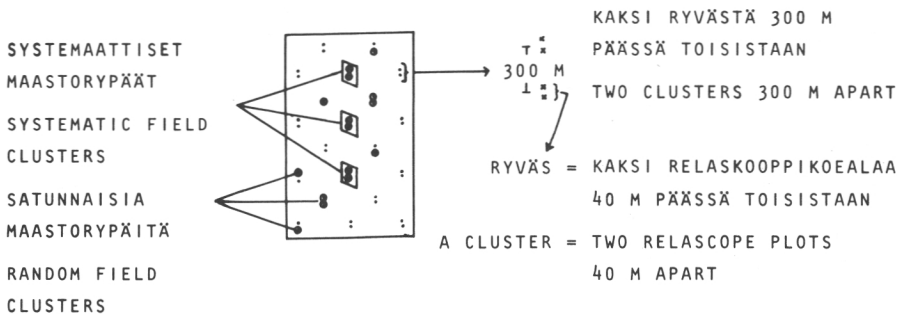 SYSTEMAATTISET
MAASTORYPÄÄT
SYSTEMATIC FIELD
CLUSTERS
SATUNNAISIA
MAASTORYPÄITÄ
RANDOM FIELD
CLUSTERS
300 M
KAKSI RYVÄSTÄ 300 M
PÄÄSSÄ TOISISTAAN
TWO CLUSTERS 300 M APART
RYVÄS = KAKSI RELASKOOPPIKOEALAA
40 M PÄÄSSÄ TOISISTAAN
A CLUSTER = TWO RELASCOPE PLOTS
40 M APART